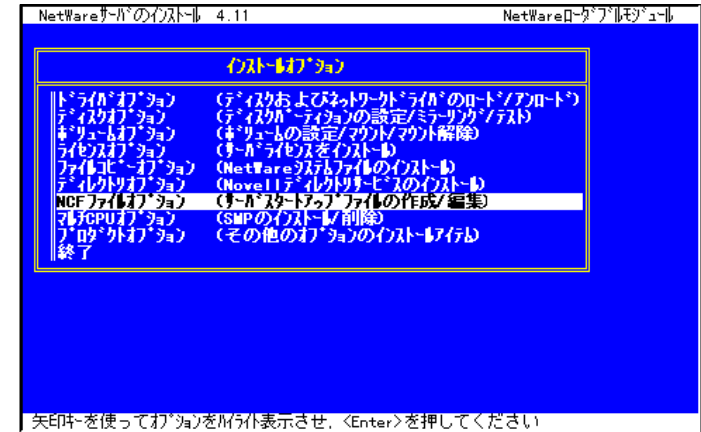 NetWareサーバのインストール 4.11 NetWareローダブルモジュール
インストールオプション
ドライバオプション (ディスクおよびネットワークドライバのロード/アンロード)
ディスクオプション (ディスクパーティションの設定/ミラーリング/テスト)
ボリュームオプション (ボリュームの設定/マウント/マウント解除)
ライセンスオプション (サーバライセンスをインストール)
ファイルコピーオプション (NetWareシステムファイルのインストール)
ディレクトリオプション (Novellディレクトリサービスのインストール)
NCFファイルオプション (サーバスタートアップファイルの作成/編集)
マルチCPUオプション (SMPのインストール/削除)
プロダクトオプション (その他のオプションのインストールアイテム)
終了
矢印キーを使ってオプションをハイライト表示させ, <Enter>を押してください